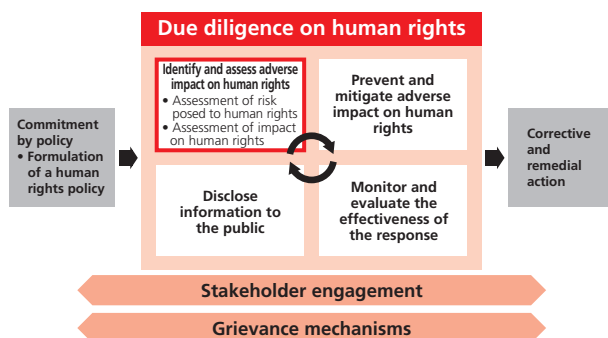 Due diligence on human rights
Commitment
by policy
• Formulation
of a human
rights policy
Identify and assess adverse
impact on human rights
• Assessment of risk
posed to human rights
• Assessment of impact
on human rights
Prevent and
mitigate adverse
impact on human
rights
Disclose
information to
the public
Monitor and
evaluate the
effectiveness of
the response
Corrective
and
remedial
action
Stakeholder engagement
Grievance mechanisms